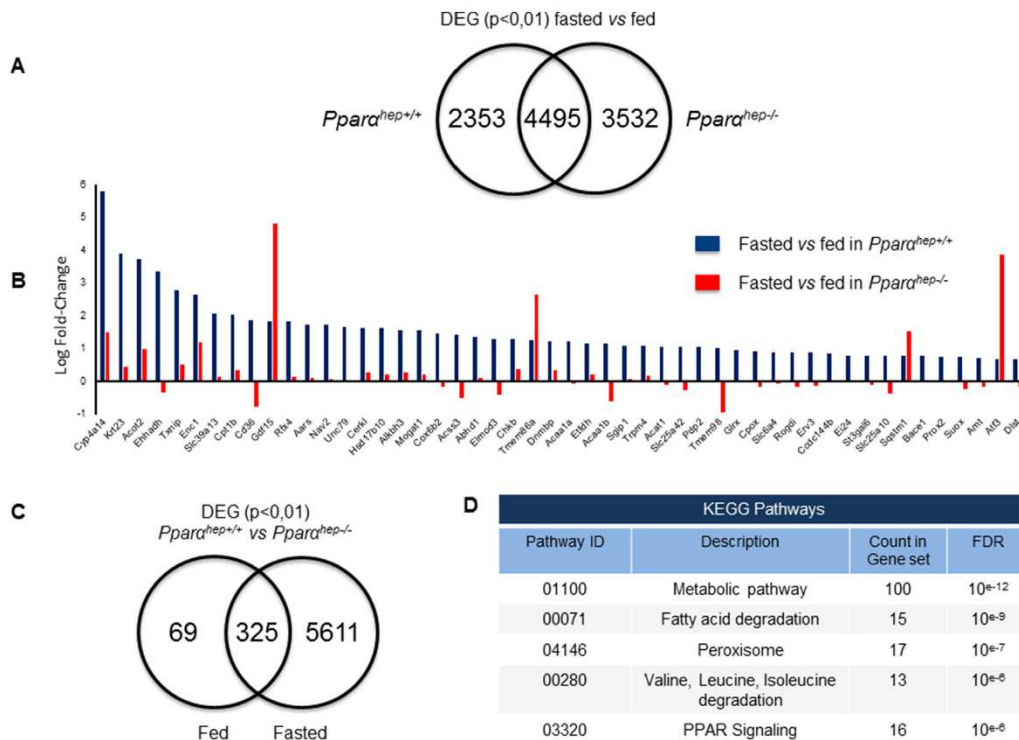 DEG (p<0,01) fasted vs fed
A
Pparα^hep+/+ 2353 4495 3532 Pparα^hep-/-
B
Log Fold-Change
6
5
4
3
2
1
0
-1
Fasted vs fed in Pparα^hep+/+
Fasted vs fed in Pparα^hep-/-
Cyp4a14 Krt23 Acot2 Ehhadh Txnip Enc1 Slc39a13 Cpt1b Cd36 Gdf15 Rfx4 Aars Nav2 Unc79 Cerkl Hsd17b10 Alkbh3 Mogat1 Cox6b2 Acss3 Abhd1 Elmod3 Chkb Tmem86a Dnmbp Acaa1a Etfdh Acaa1b Sgip1 Trpm4 Acat1 Slc25a42 Pdp2 Tmem98 Glrx Cpox Slc6a4 Rogdi Erv3 Ccdc144b Ei24 St3gal6 Slc25a10 Sqstm1 Bace1 Prox2 Suox Amt Atf3 Dlst
C
DEG (p<0,01)
Pparα^hep+/+ vs Pparα^hep-/-
69 325 5611
Fed Fasted
D
KEGG Pathways
Pathway ID Description Count in Gene set FDR
01100 Metabolic pathway 100 10^e-12
00071 Fatty acid degradation 15 10^e-9
04146 Peroxisome 17 10^e-7
00280 Valine, Leucine, Isoleucine degradation 13 10^e-6
03320 PPAR Signaling 16 10^e-6